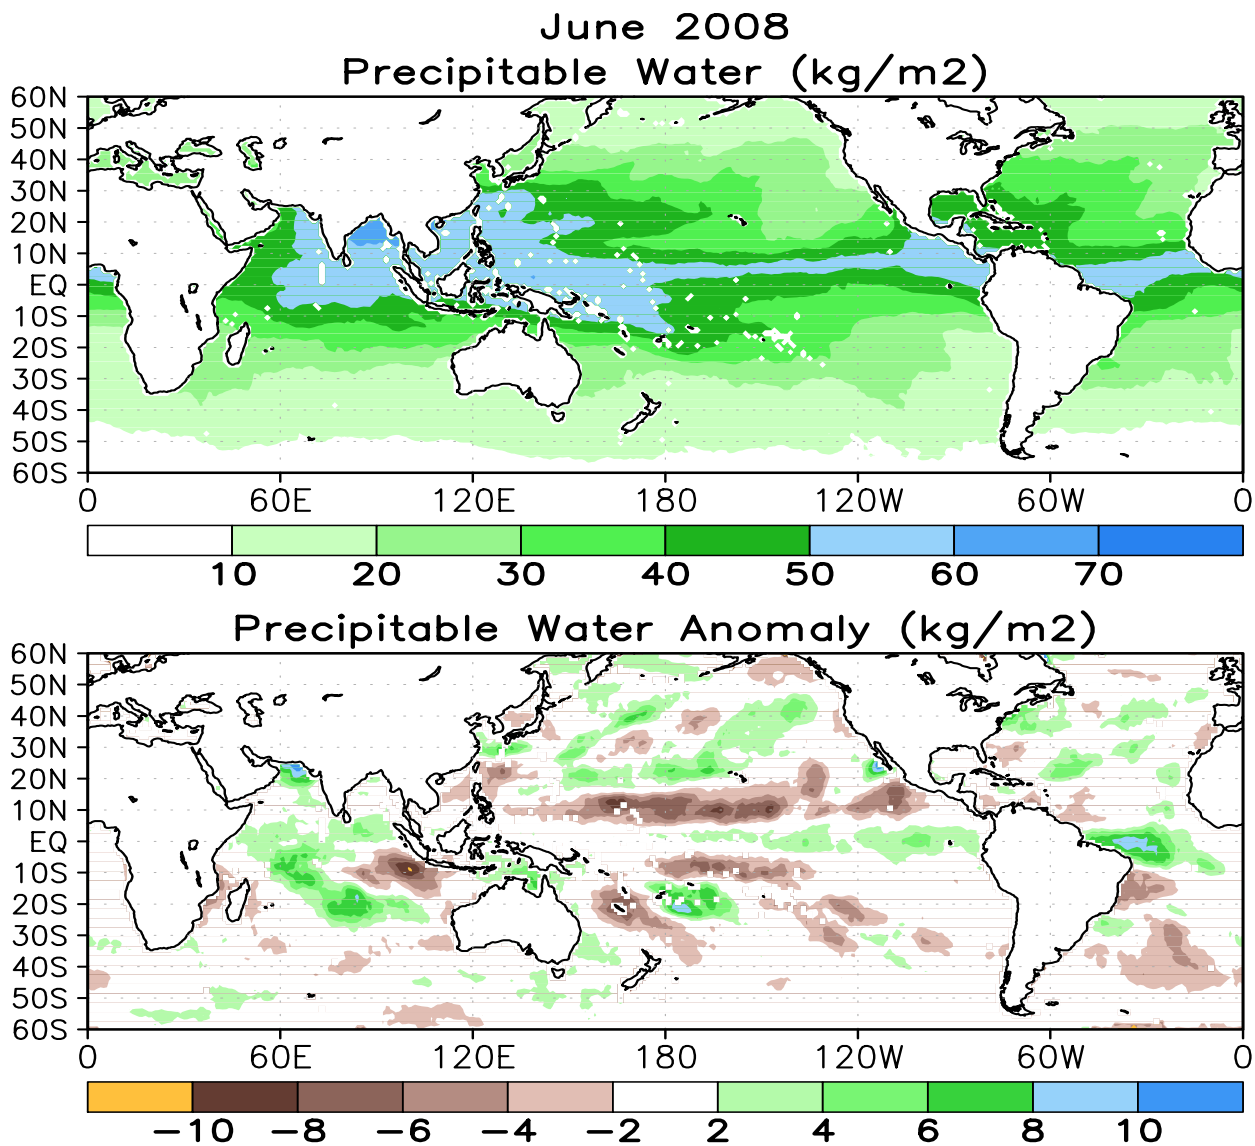 June 2008
Precipitable Water (kg/m2)
60N
50N
40N
30N
20N
10N
EQ
10S
20S
30S
40S
50S
60S
0 60E 120E 180 120W 60W 0
10 20 30 40 50 60 70
Precipitable Water Anomaly (kg/m2)
60N
50N
40N
30N
20N
10N
EQ
10S
20S
30S
40S
50S
60S
0 60E 120E 180 120W 60W 0
-10 -8 -6 -4 -2 2 4 6 8 10